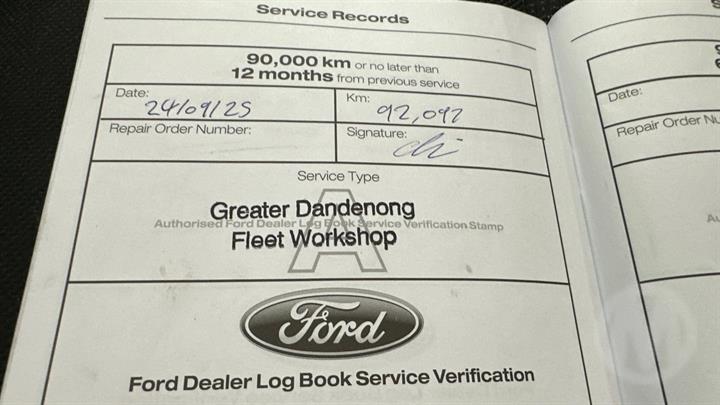 Service Records
90,000 km or no later than
12 months from previous service
Date: 24/09/25
Km: 92,092
Repair Order Number:
Signature:
Service Type
A
Greater Dandenong
Authorised Ford Dealer Log Book Service Verification Stamp
Fleet Workshop
Ford
Ford Dealer Log Book Service Verification
Date:
Repair Order